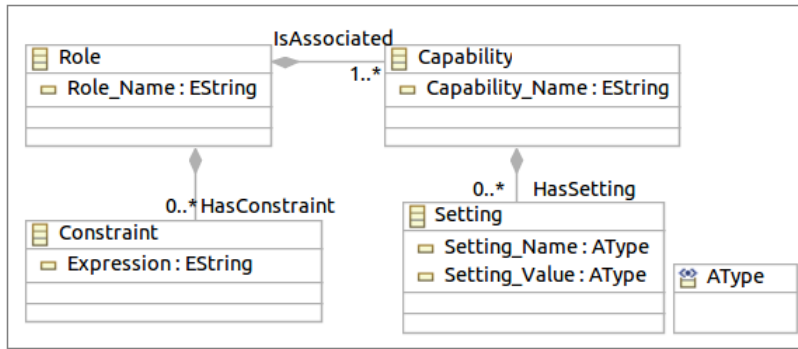 IsAssociated
Role
1..*
Capability
Role_Name : EString
Capability_Name : EString
0..* HasConstraint
0..* HasSetting
Constraint
Setting
Expression : EString
Setting_Name : AType
Setting_Value : AType
AType